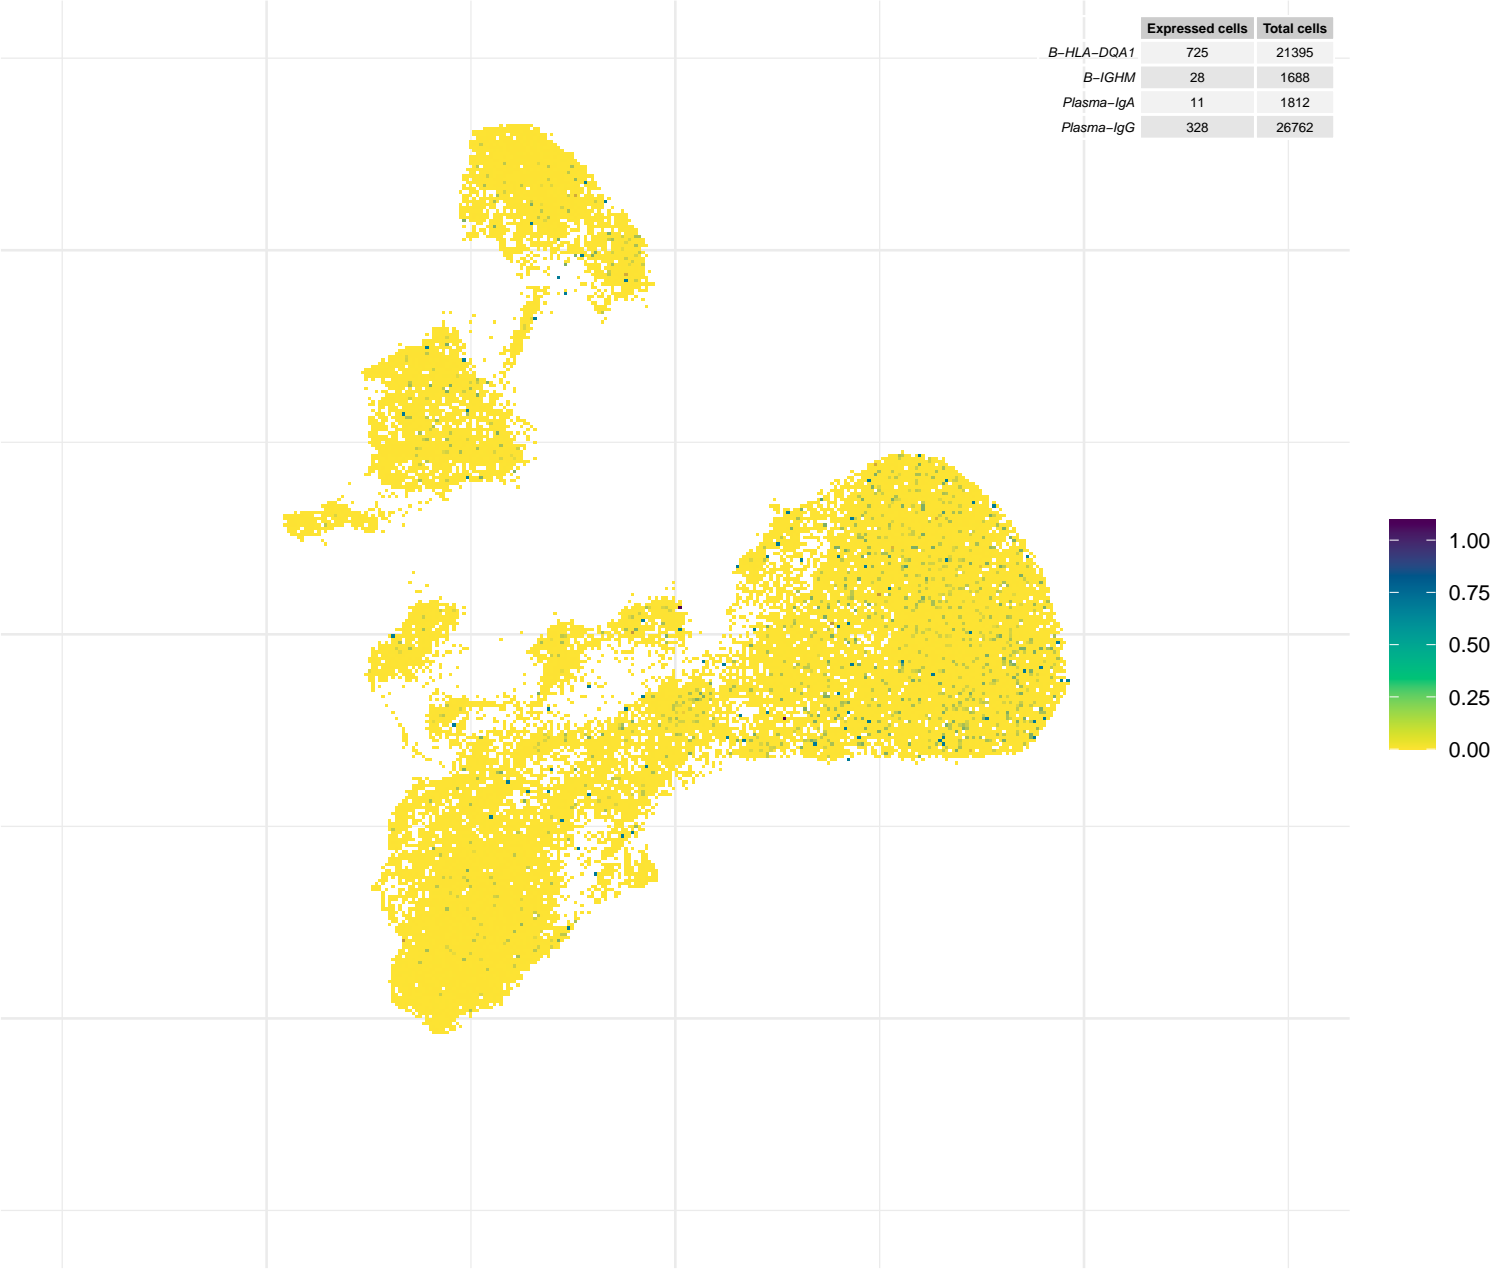 Expressed cells Total cells
B−HLA−DQA1 725 21395
B−IGHM 28 1688
Plasma−IgA 11 1812
Plasma−IgG 328 26762
1.00
0.75
0.50
0.25
0.00